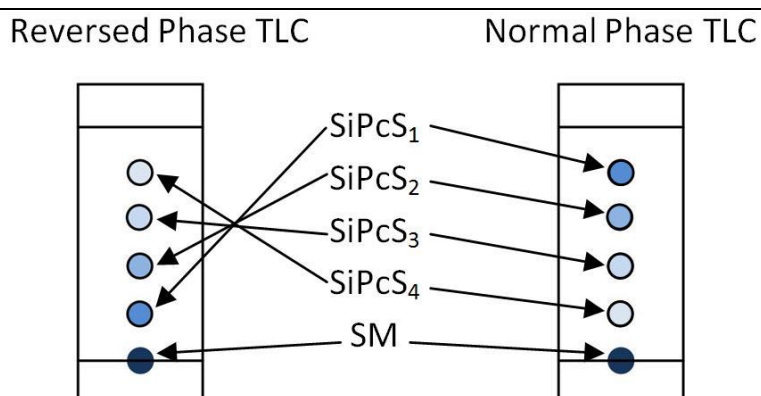 Reversed Phase TLC
Normal Phase TLC
SiPcS₁
SiPcS₂
SiPcS₃
SiPcS₄
SM